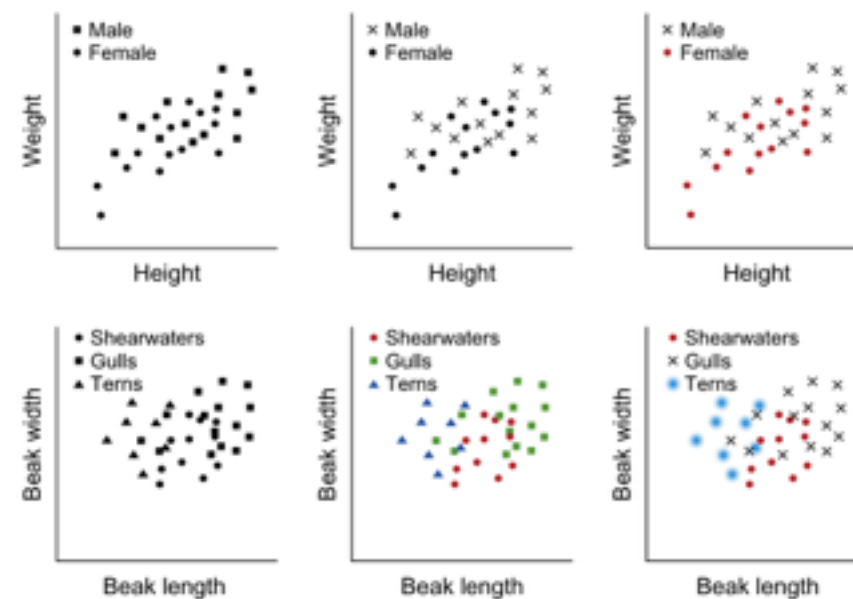 Male
Female
Weight
Height
Male
Female
Weight
Height
Male
Female
Weight
Height
Shearwaters
Gulls
Terns
Beak width
Beak length
Shearwaters
Gulls
Terns
Beak width
Beak length
Shearwaters
Gulls
Terns
Beak width
Beak length